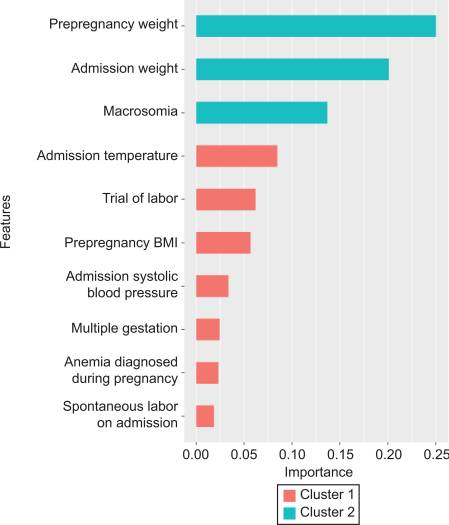 Prepregnancy weight
Admission weight
Macrosomia
Admission temperature
Trial of labor
Prepregnancy BMI
Admission systolic
blood pressure
Multiple gestation
Anemia diagnosed
during pregnancy
Spontaneous labor
on admission
Features
0.00 0.05 0.10 0.15 0.20 0.25
Importance
Cluster 1
Cluster 2